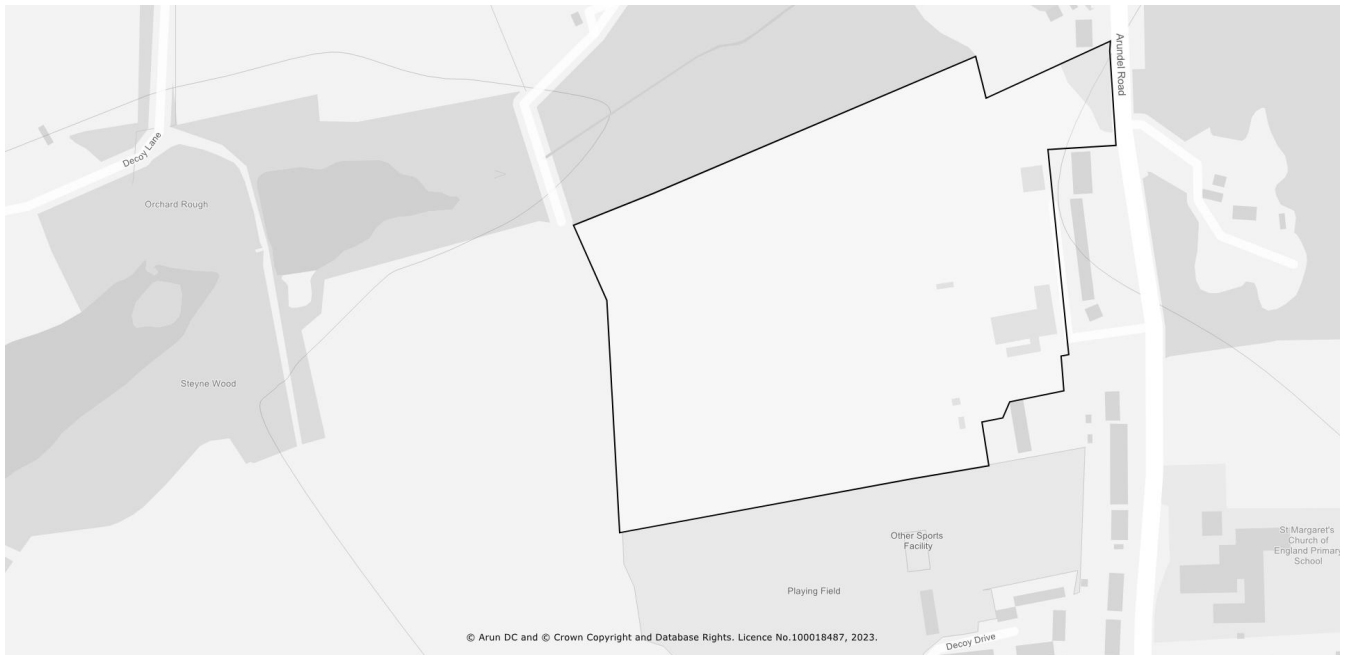 Arundel Road
Decoy Lane
Orchard Rough
Steyne Wood
Other Sports
Facility
St Margaret's
Church of
England Primary
School
Playing Field
© Arun DC and © Crown Copyright and Database Rights. Licence No.100018487, 2023.
Decoy Drive